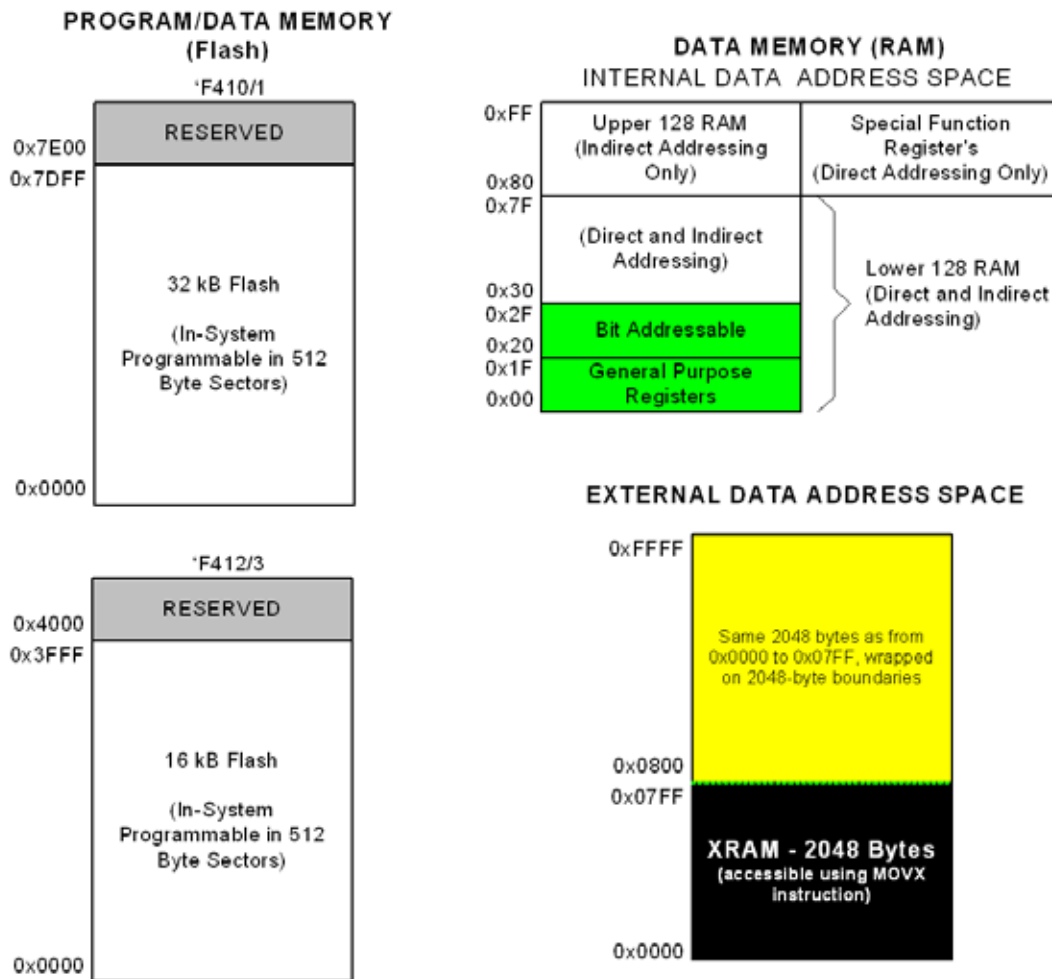 PROGRAM/DATA MEMORY
(Flash)
'F410/1
RESERVED
0x7E00
0x7DFF
32 kB Flash
(In-System
Programmable in 512
Byte Sectors)
0x0000
'F412/3
RESERVED
0x4000
0x3FFF
16 kB Flash
(In-System
Programmable in 512
Byte Sectors)
0x0000
DATA MEMORY (RAM)
INTERNAL DATA ADDRESS SPACE
0xFF
Upper 128 RAM
(Indirect Addressing
Only)
Special Function
Register's
(Direct Addressing Only)
0x80
0x7F
(Direct and Indirect
Addressing)
Lower 128 RAM
(Direct and Indirect
Addressing)
0x30
0x2F
Bit Addressable
0x20
0x1F
General Purpose
Registers
0x00
EXTERNAL DATA ADDRESS SPACE
0xFFFF
Same 2048 bytes as from
0x0000 to 0x07FF, wrapped
on 2048-byte boundaries
0x0800
0x07FF
XRAM - 2048 Bytes
(accessible using MOVX
instruction)
0x0000